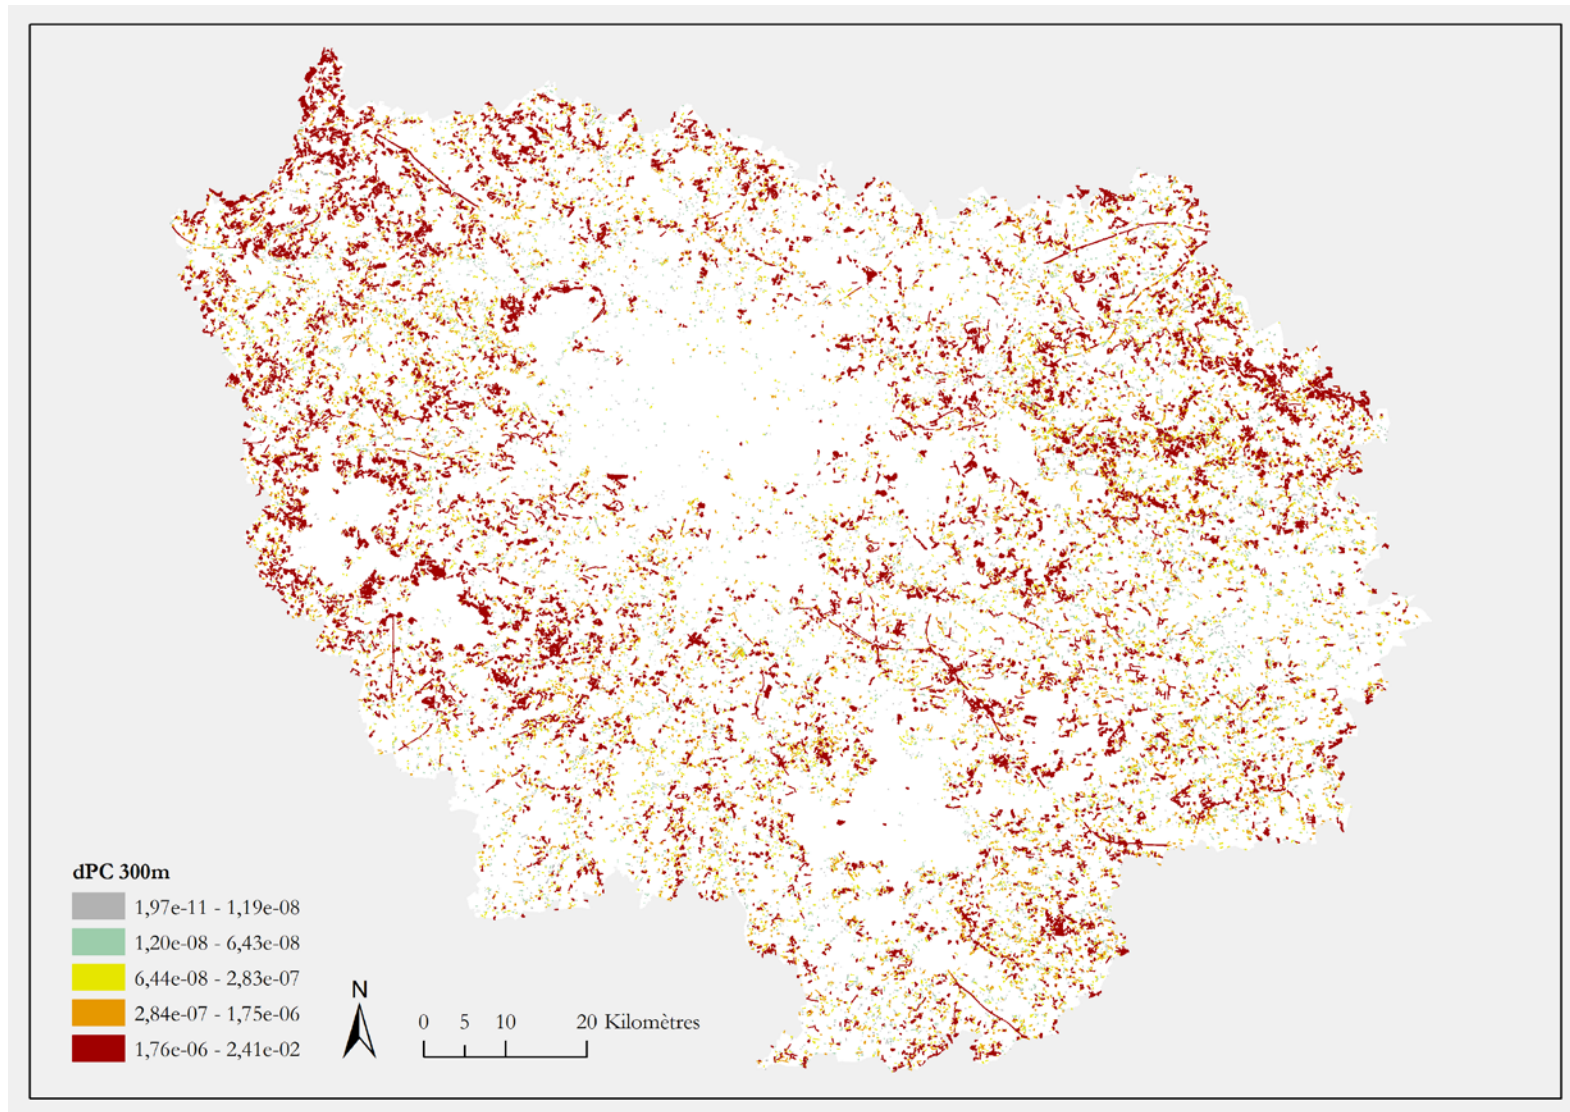 dPC 300m
1,97e-11 - 1,19e-08
1,20e-08 - 6,43e-08
6,44e-08 - 2,83e-07
2,84e-07 - 1,75e-06
1,76e-06 - 2,41e-02
N
0 5 10 20 Kilomètres